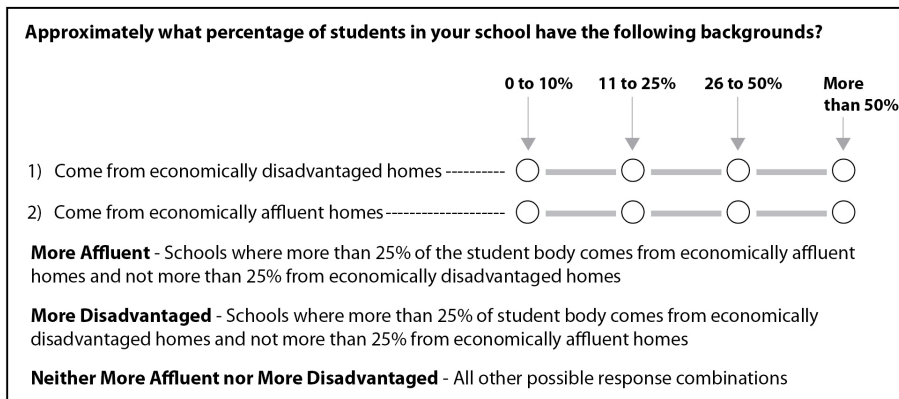 Approximately what percentage of students in your school have the following backgrounds?
0 to 10% 11 to 25% 26 to 50% More than 50%
1) Come from economically disadvantaged homes
2) Come from economically affluent homes
More Affluent - Schools where more than 25% of the student body comes from economically affluent
homes and not more than 25% from economically disadvantaged homes
More Disadvantaged - Schools where more than 25% of student body comes from economically
disadvantaged homes and not more than 25% from economically affluent homes
Neither More Affluent nor More Disadvantaged - All other possible response combinations